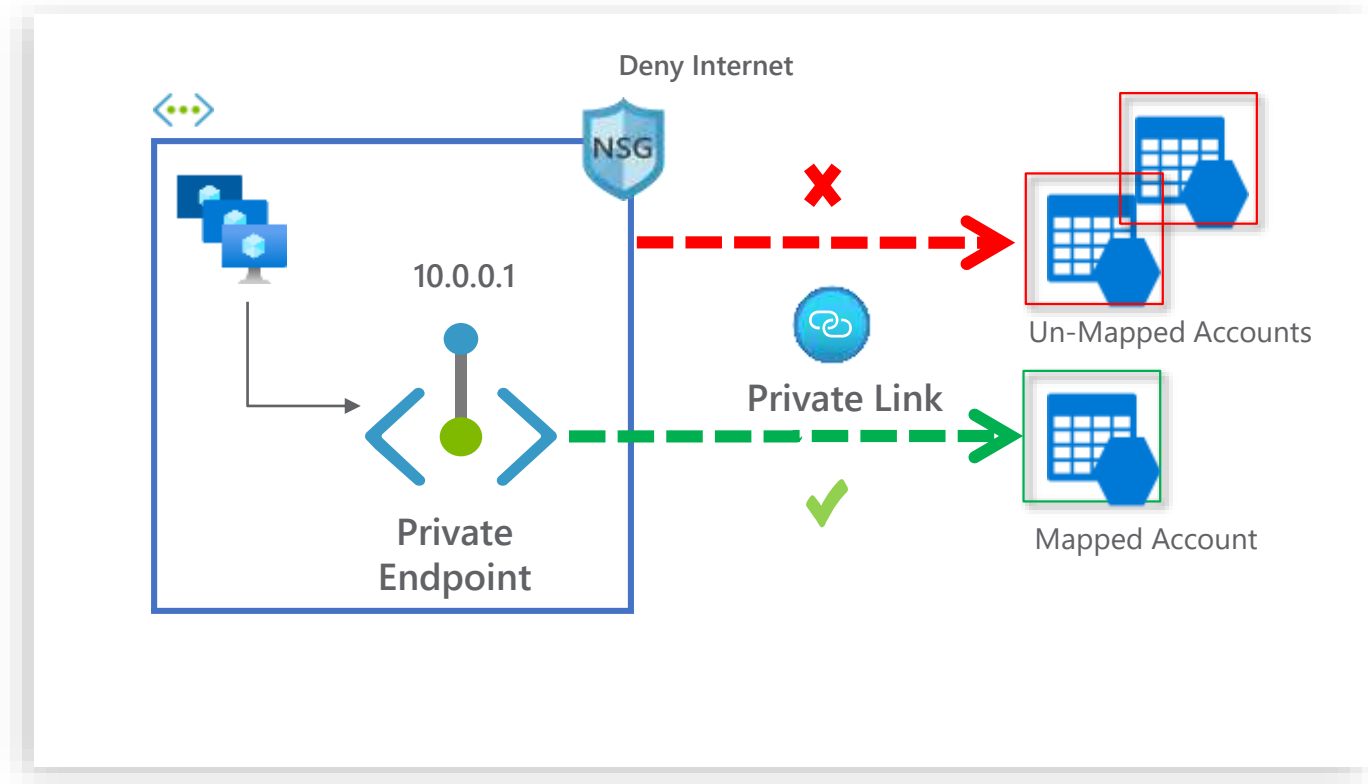 Deny Internet
NSG
10.0.0.1
Un-Mapped Accounts
Private Link
Private
Endpoint
Mapped Account